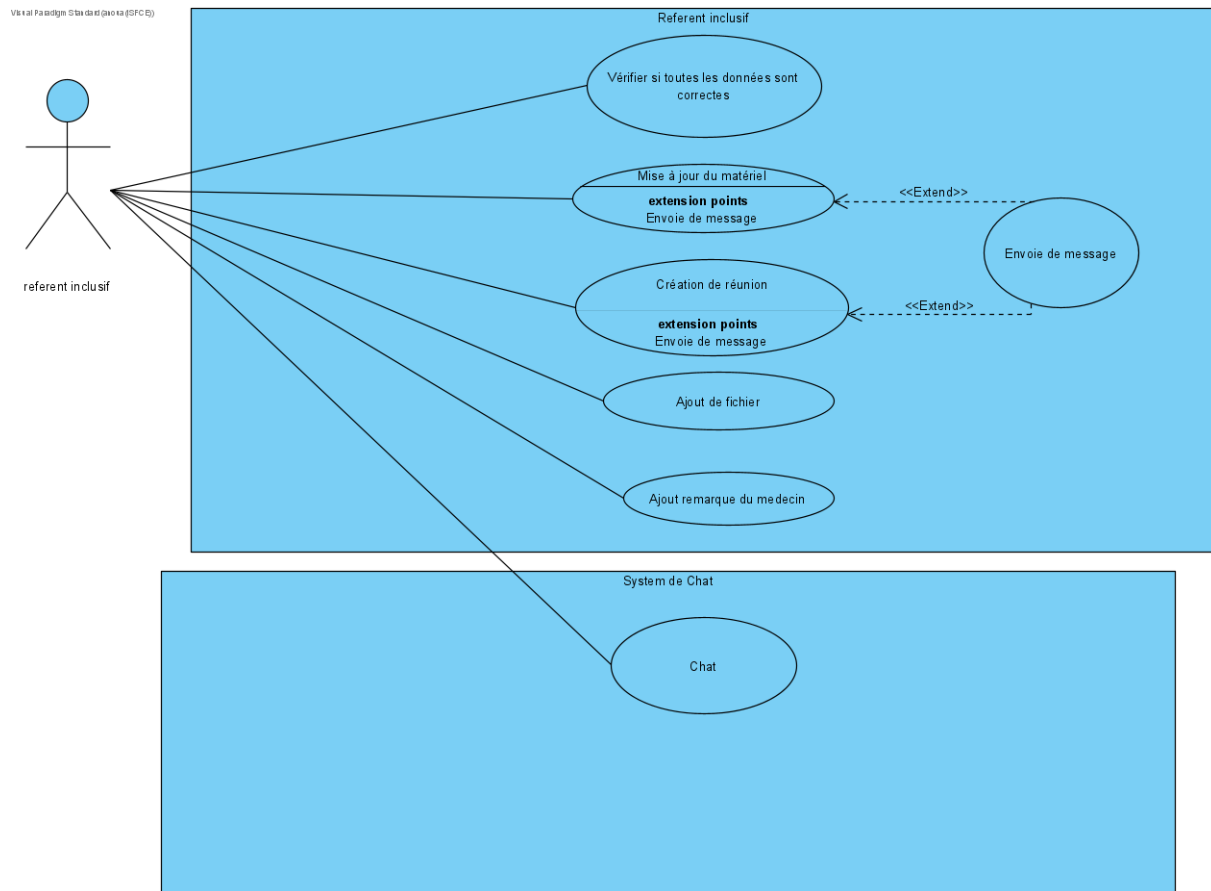 Visual Paradigm Standard
Referent inclusif
Vérifier si toutes les données sont
correctes
Mise à jour du matériel
extension points
Envoie de message
<<Extend>>
Envoie de message
referent inclusif
Création de réunion
extension points
Envoie de message
<<Extend>>
Ajout de fichier
Ajout remarque du medecin
System de Chat
Chat